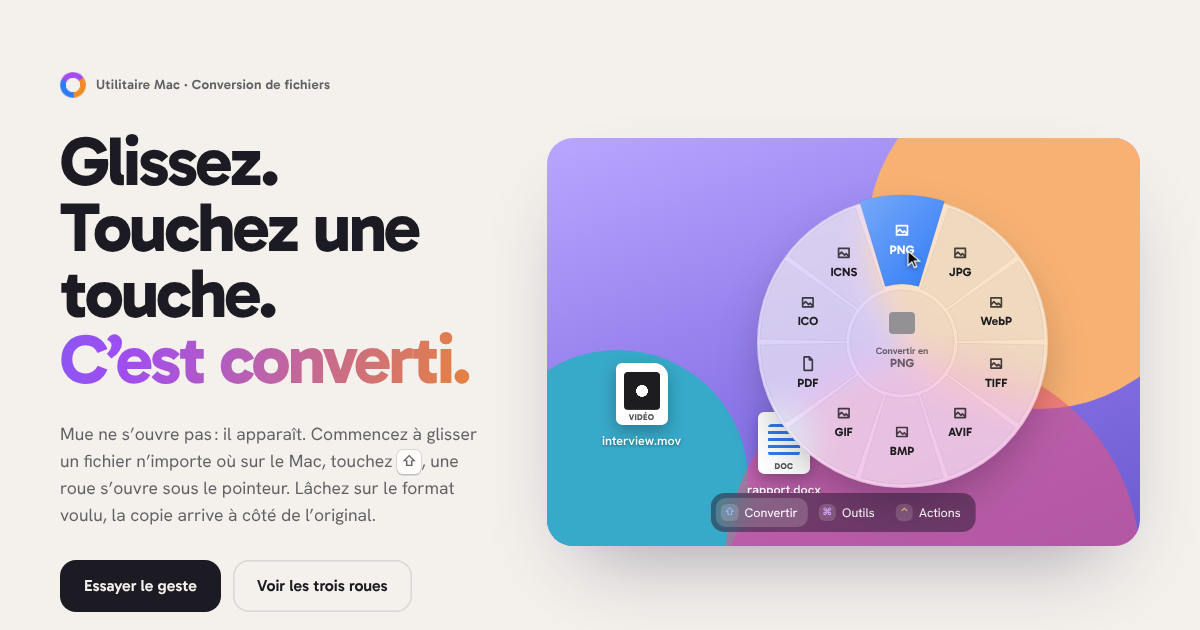 Utilitaire Mac · Conversion de fichiers
Glissez.
Touchez une
touche.
C’est converti.
Mue ne s’ouvre pas : il apparaît. Commencez à glisser
un fichier n’importe où sur le Mac, touchez ⇧, une
roue s’ouvre sous le pointeur. Lâchez sur le format
voulu, la copie arrive à côté de l’original.
Essayer le geste
Voir les trois roues
PNG
JPG
WebP
TIFF
AVIF
BMP
GIF
PDF
ICO
ICNS
Convertir en
PNG
VIDÉO
interview.mov
DOC
rapport.docx
⇧ Convertir
⌘ Outils
⌃ Actions